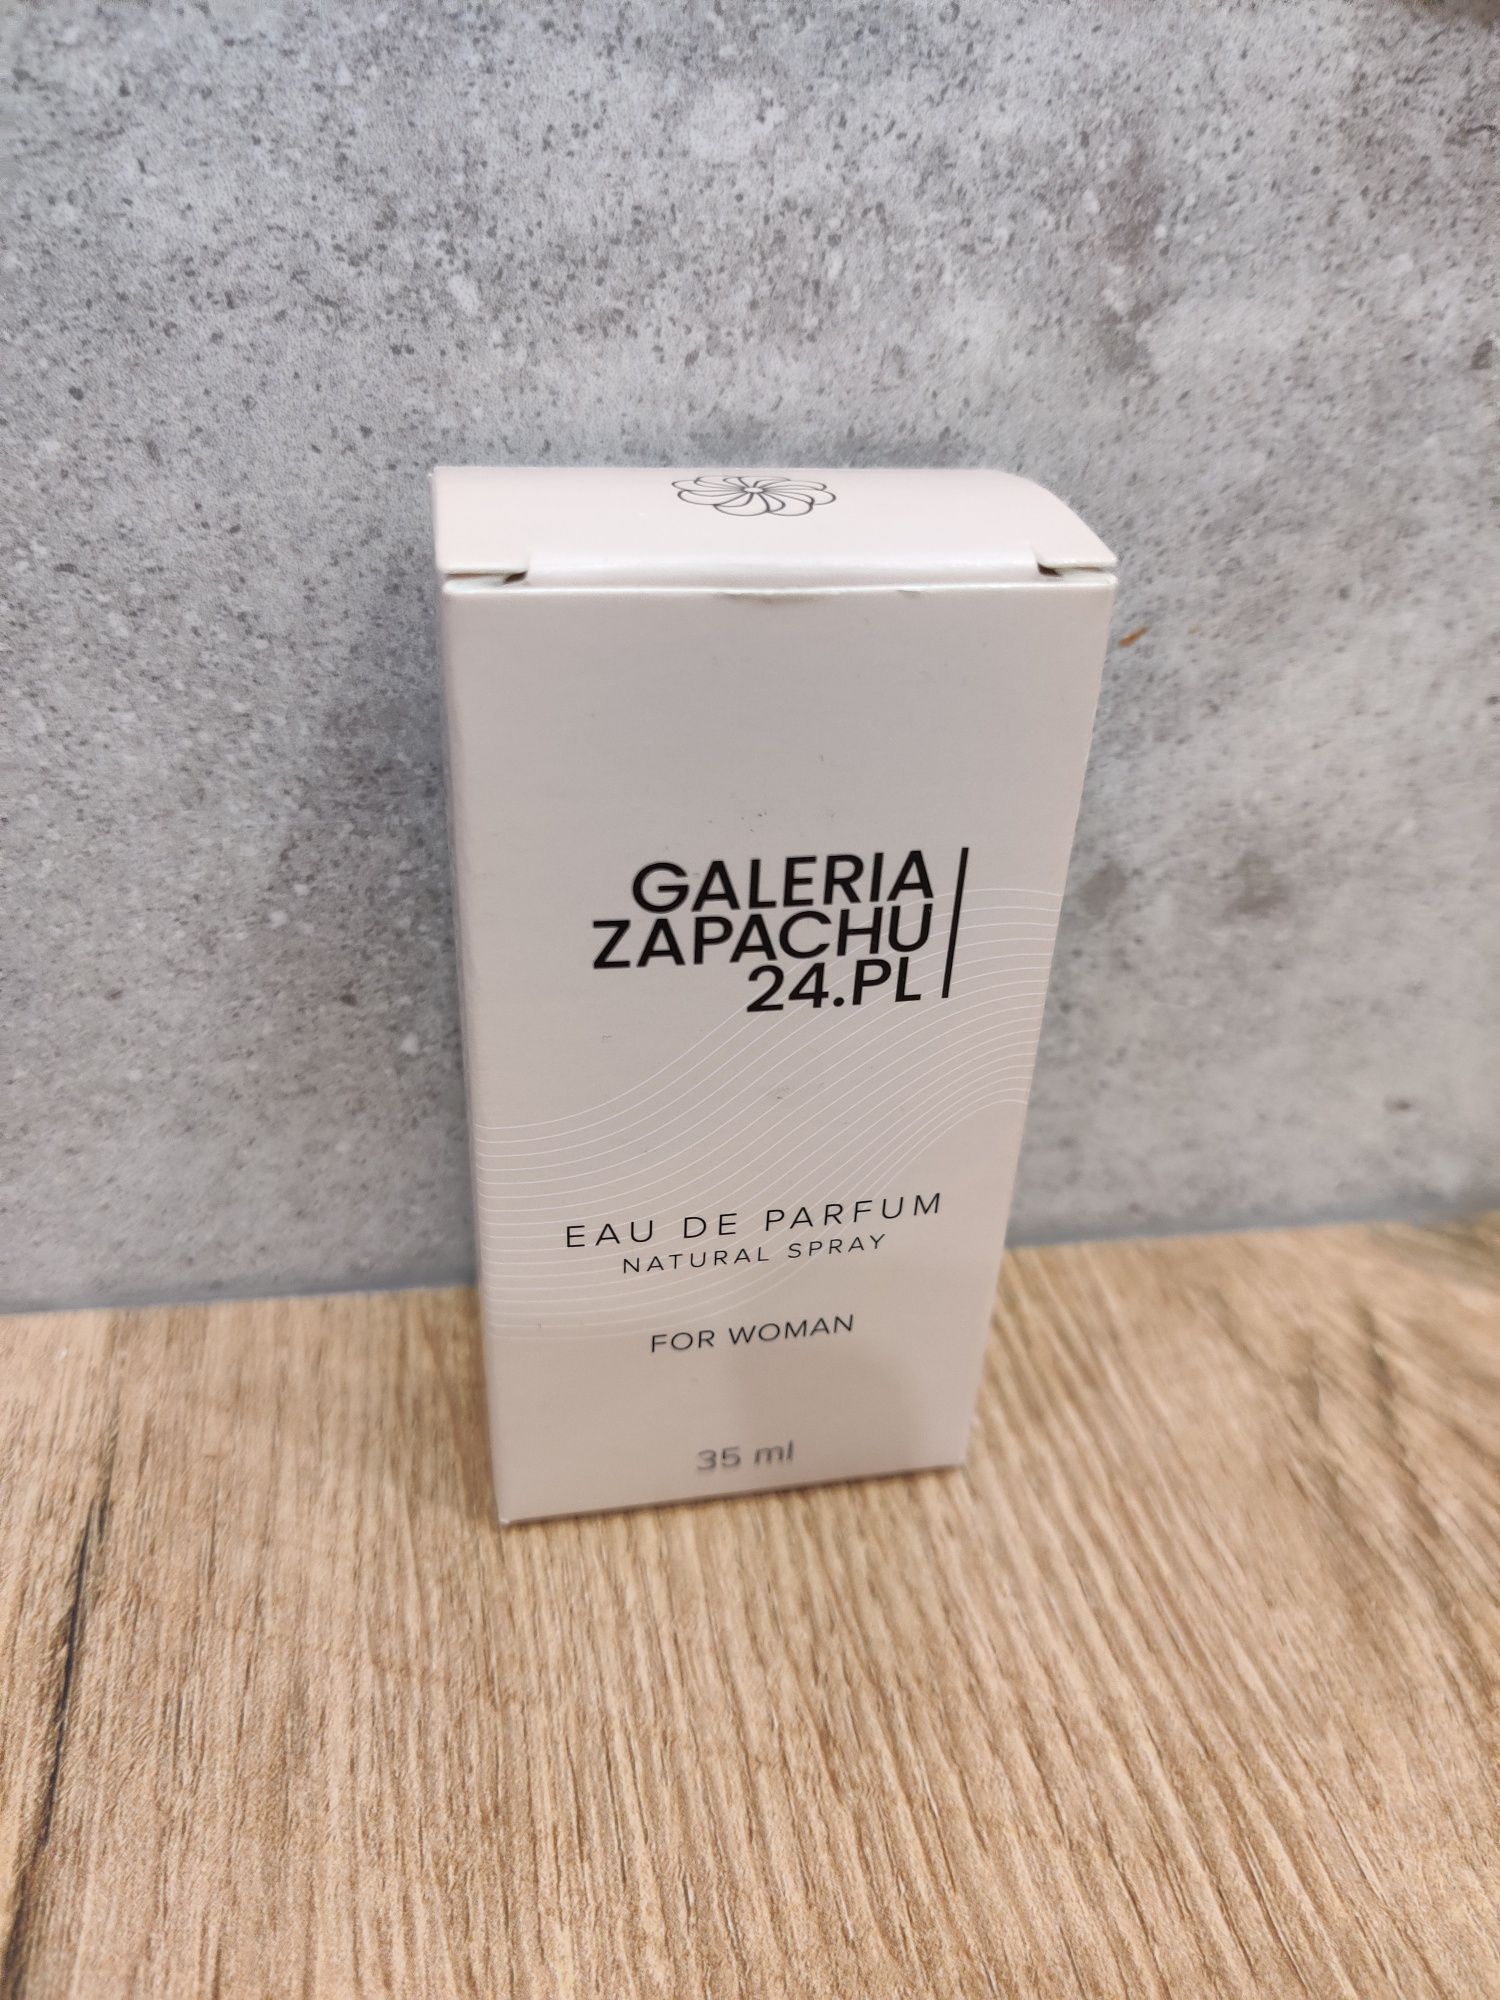 GALERIA
ZAPACHU
24.PL
EAU DE PARFUM
NATURAL SPRAY
FOR WOMAN
35 ml